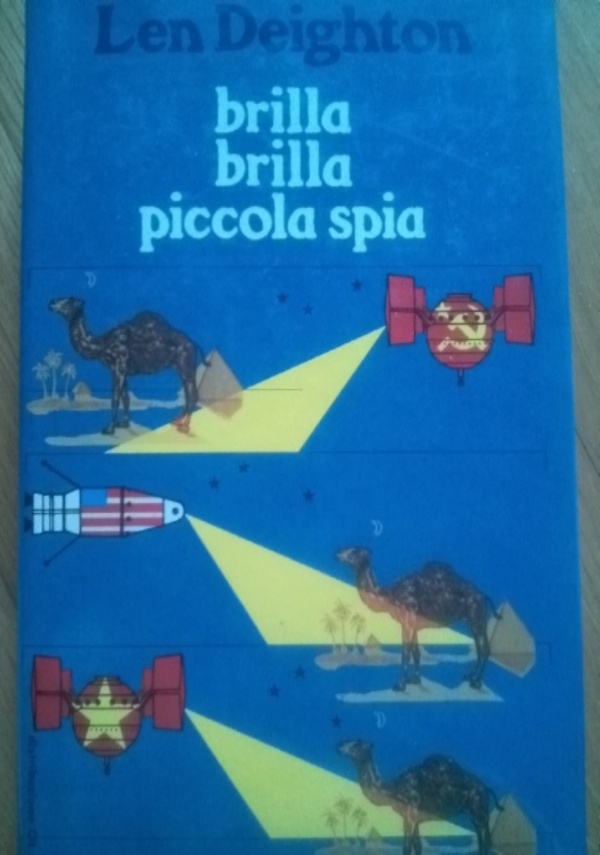 Len Deighton
brilla
brilla
piccola spia